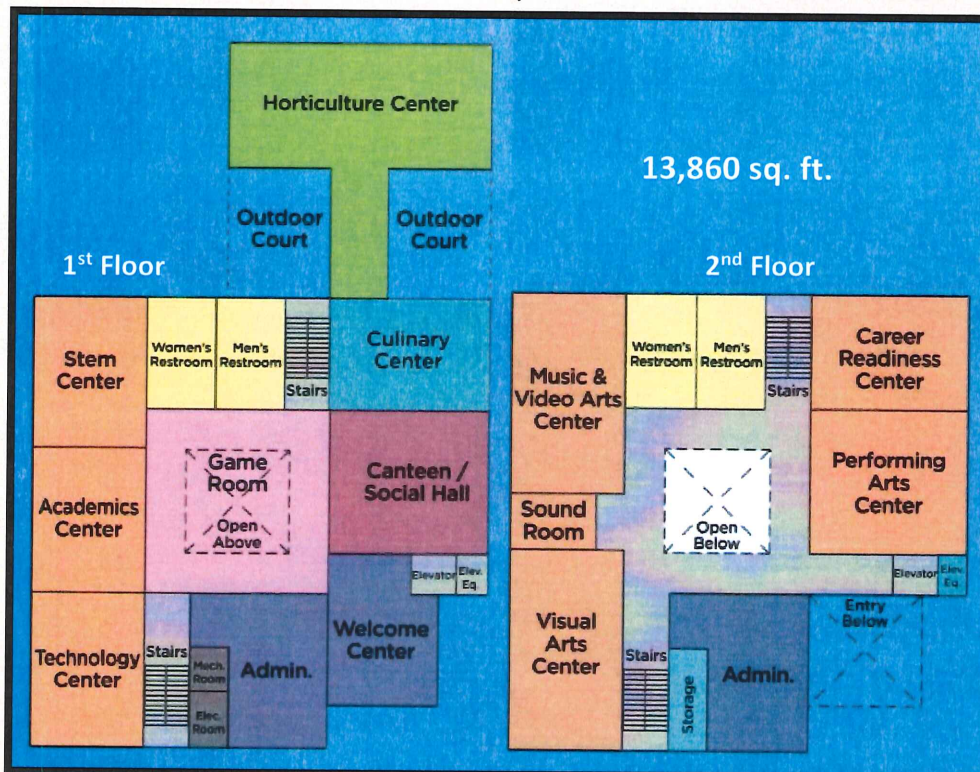 Horticulture Center
13,860 sq. ft.
Outdoor
Court
Outdoor
Court
1st Floor
2nd Floor
Stem
Center
Women's
Restroom
Men's
Restroom
Stairs
Culinary
Center
Game
Room
Open
Above
Canteen /
Social Hall
Academics
Center
Elevator
Elev.
Eq.
Technology
Center
Stairs
Mech.
Room
Elec.
Room
Admin.
Welcome
Center
Music &
Video Arts
Center
Women's
Restroom
Men's
Restroom
Stairs
Career
Readiness
Center
Performing
Arts
Center
Sound
Room
Open
Below
Elevator
Elev.
Eq.
Entry
Below
Visual
Arts
Center
Stairs
Storage
Admin.